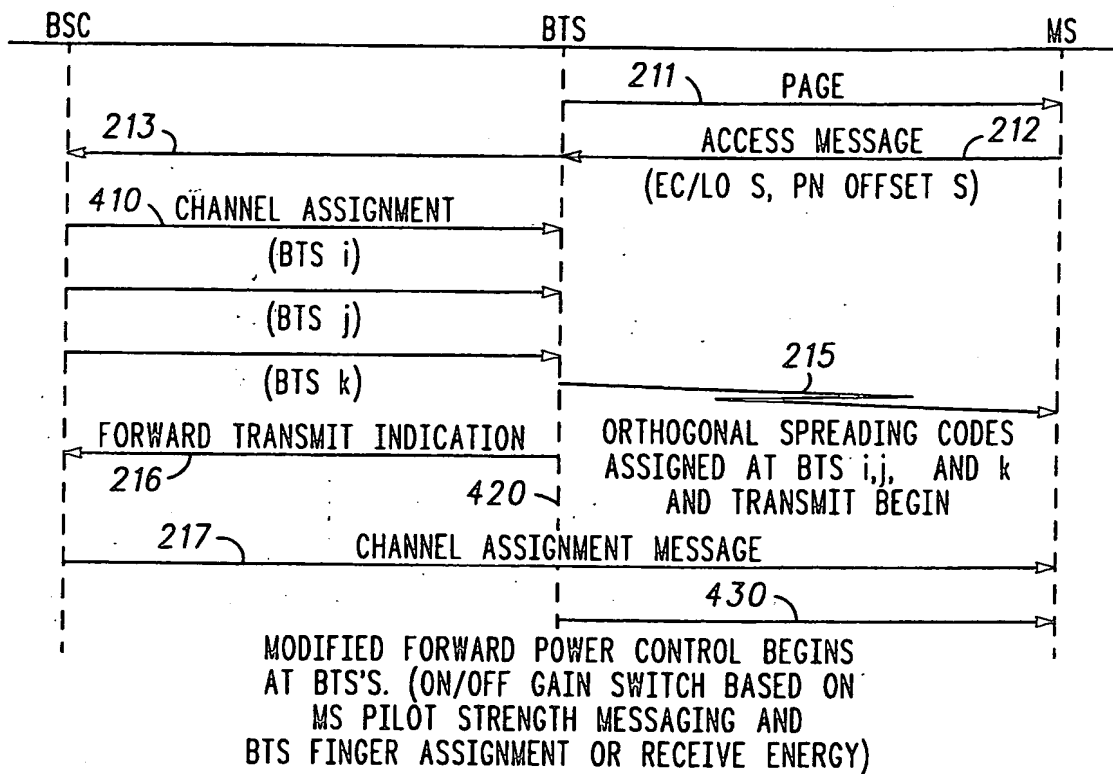 BSC BTS MS
211 PAGE
213
ACCESS MESSAGE 212
(EC/LO S, PN OFFSET S)
410 CHANNEL ASSIGNMENT
(BTS i)
(BTS j)
(BTS k)
215
FORWARD TRANSMIT INDICATION
216
ORTHOGONAL SPREADING CODES
ASSIGNED AT BTS i,j, AND k
AND TRANSMIT BEGIN
420
217 CHANNEL ASSIGNMENT MESSAGE
430
MODIFIED FORWARD POWER CONTROL BEGINS
AT BTS'S. (ON/OFF GAIN SWITCH BASED ON
MS PILOT STRENGTH MESSAGING AND
BTS FINGER ASSIGNMENT OR RECEIVE ENERGY)